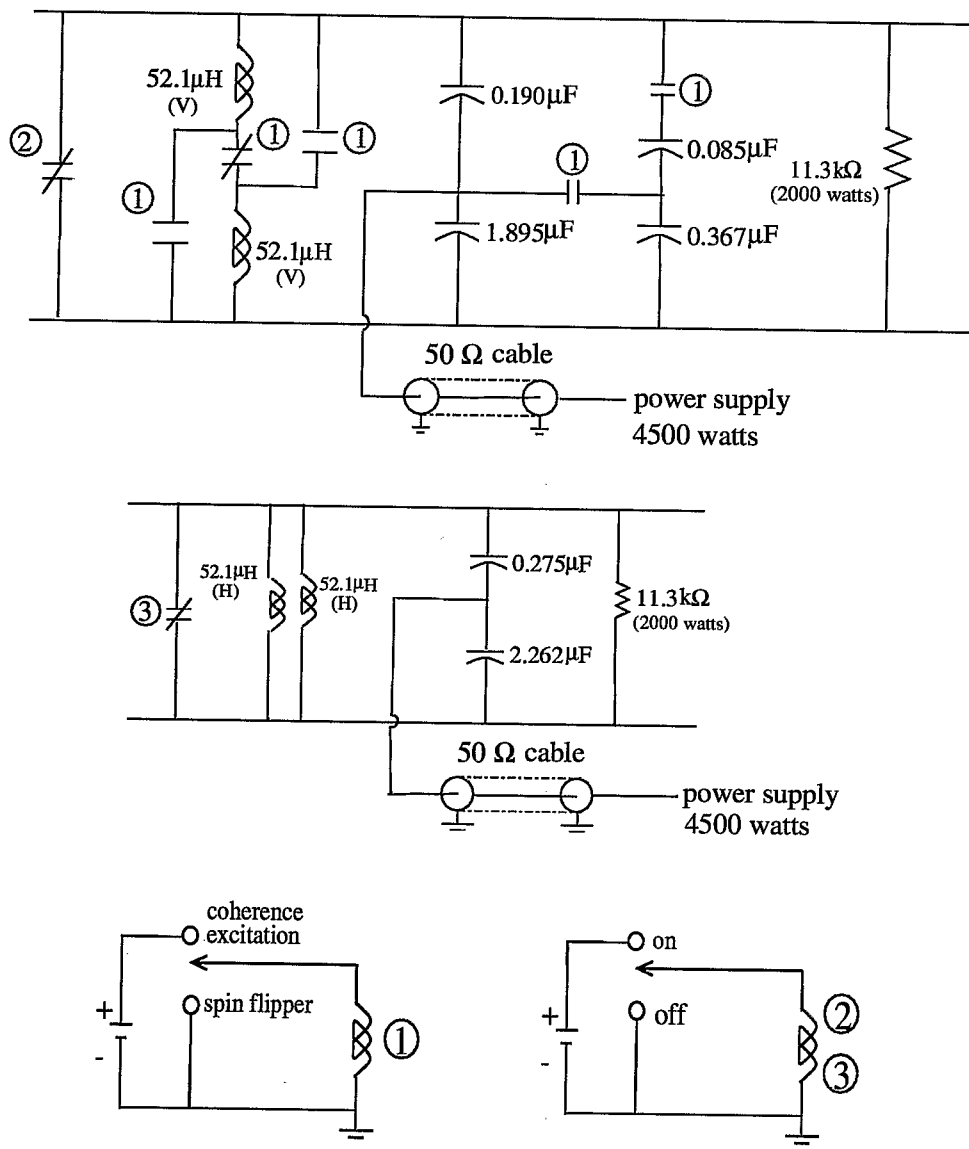 52.1µH
(V)
0.190µF
①
②
①
①
0.085µF
①
11.3kΩ
(2000 watts)
①
1.895µF
0.367µF
52.1µH
(V)
50 Ω cable
power supply
4500 watts
0.275µF
52.1µH
(H)
52.1µH
(H)
③
11.3kΩ
(2000 watts)
2.262µF
50 Ω cable
power supply
4500 watts
coherence
excitation
spin flipper
+
-
①
on
off
+
-
②
③